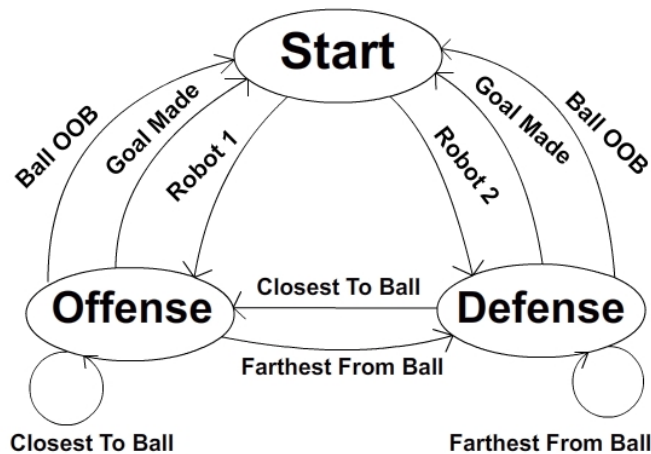 Start
Ball OOB
Goal Made
Robot 1
Robot 2
Goal Made
Ball OOB
Offense
Closest To Ball
Defense
Farthest From Ball
Closest To Ball
Farthest From Ball